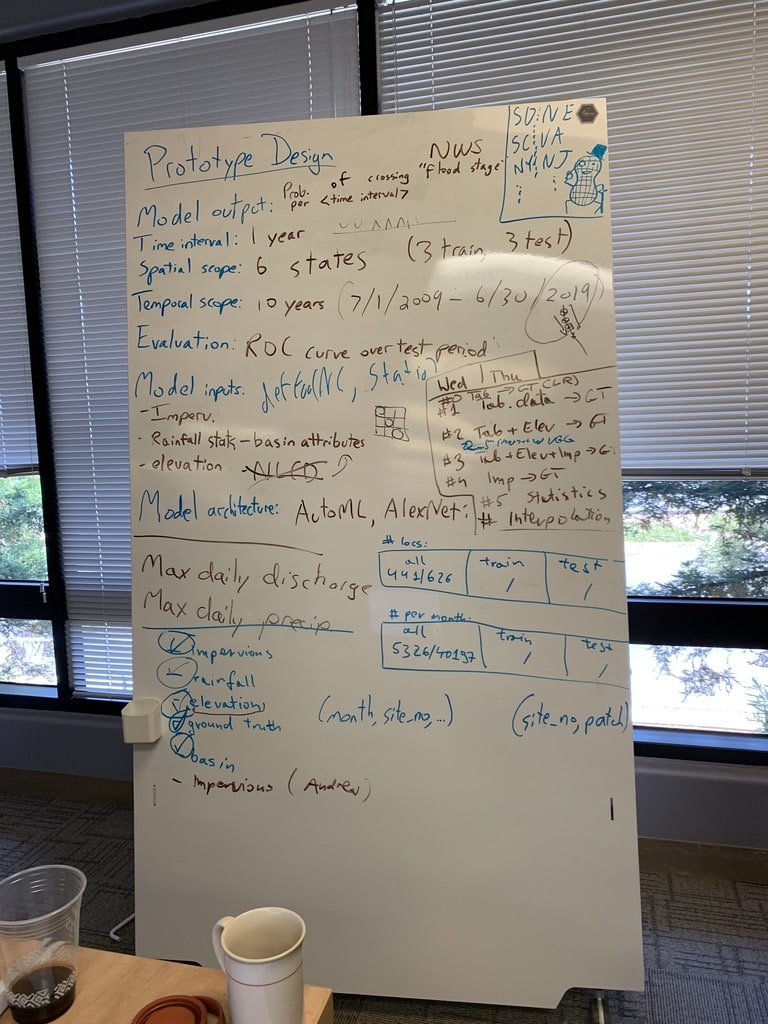 Prototype Design
NWS
"flood stage"
SD NE
SC VA
NY NJ
Model output: Prob. of crossing
per <time interval>
Time interval: 1 year
Spatial scope: 6 states (3 train, 3 test)
Temporal scope: 10 years (7/1/2009 – 6/30/2019)
Evaluation: ROC curve over test period
Model inputs:
- Imperv.
- Rainfall stats, – basin attributes
- elevation NLCD
Model architecture: AutoML, AlexNet
Wed Thu
#0 Tab → GT (LR)
#1 Tab. data → GT
#2 Tab + Elev → GT
#3 Tab + Elev + Imp → G
#4 Imp → GT
#5 Statistics
# Interpolation
Max daily discharge
Max daily precip
# locs:
all train test
441/626 / /
# per month:
all train test
5326/40197 / /
impervious
rainfall
elevation
ground truth
basin
(month, site_no, ...) (site_no, patch)
- Impervious (Andrew)